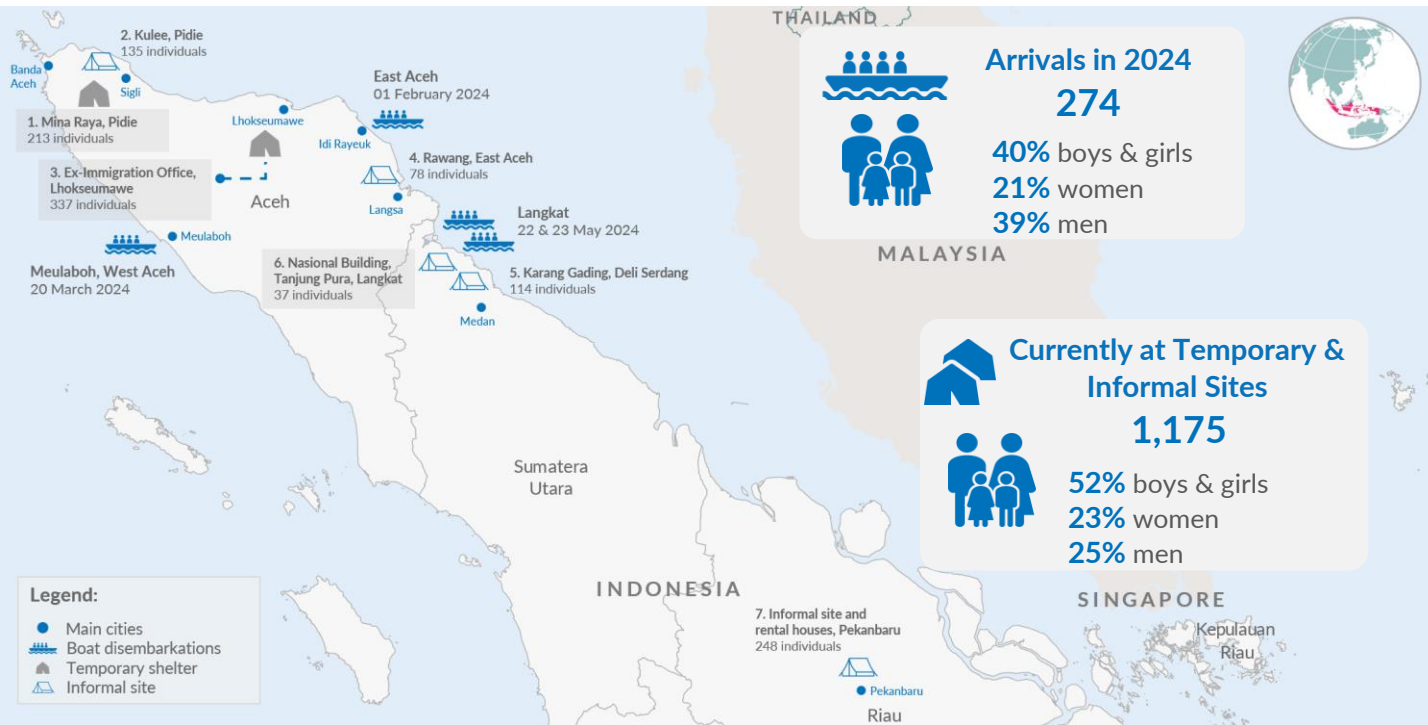 THAILAND
2. Kulee, Pidie
135 individuals
Banda
Aceh
Sigli
1. Mina Raya, Pidie
213 individuals
East Aceh
01 February 2024
Lhokseumawe
Idi Rayeuk
3. Ex-Immigration Office,
Lhokseumawe
337 individuals
Aceh
4. Rawang, East Aceh
78 individuals
Langsa
Meulaboh
Meulaboh, West Aceh
20 March 2024
Langkat
22 & 23 May 2024
6. Nasional Building,
Tanjung Pura, Langkat
37 individuals
5. Karang Gading, Deli Serdang
114 individuals
Medan
Arrivals in 2024
274
40% boys & girls
21% women
39% men
MALAYSIA
Currently at Temporary &
Informal Sites
1,175
52% boys & girls
23% women
25% men
Sumatera
Utara
INDONESIA
SINGAPORE
Kepulauan
Riau
7. Informal site and
rental houses, Pekanbaru
248 individuals
Pekanbaru
Riau
Legend:
Main cities
Boat disembarkations
Temporary shelter
Informal site